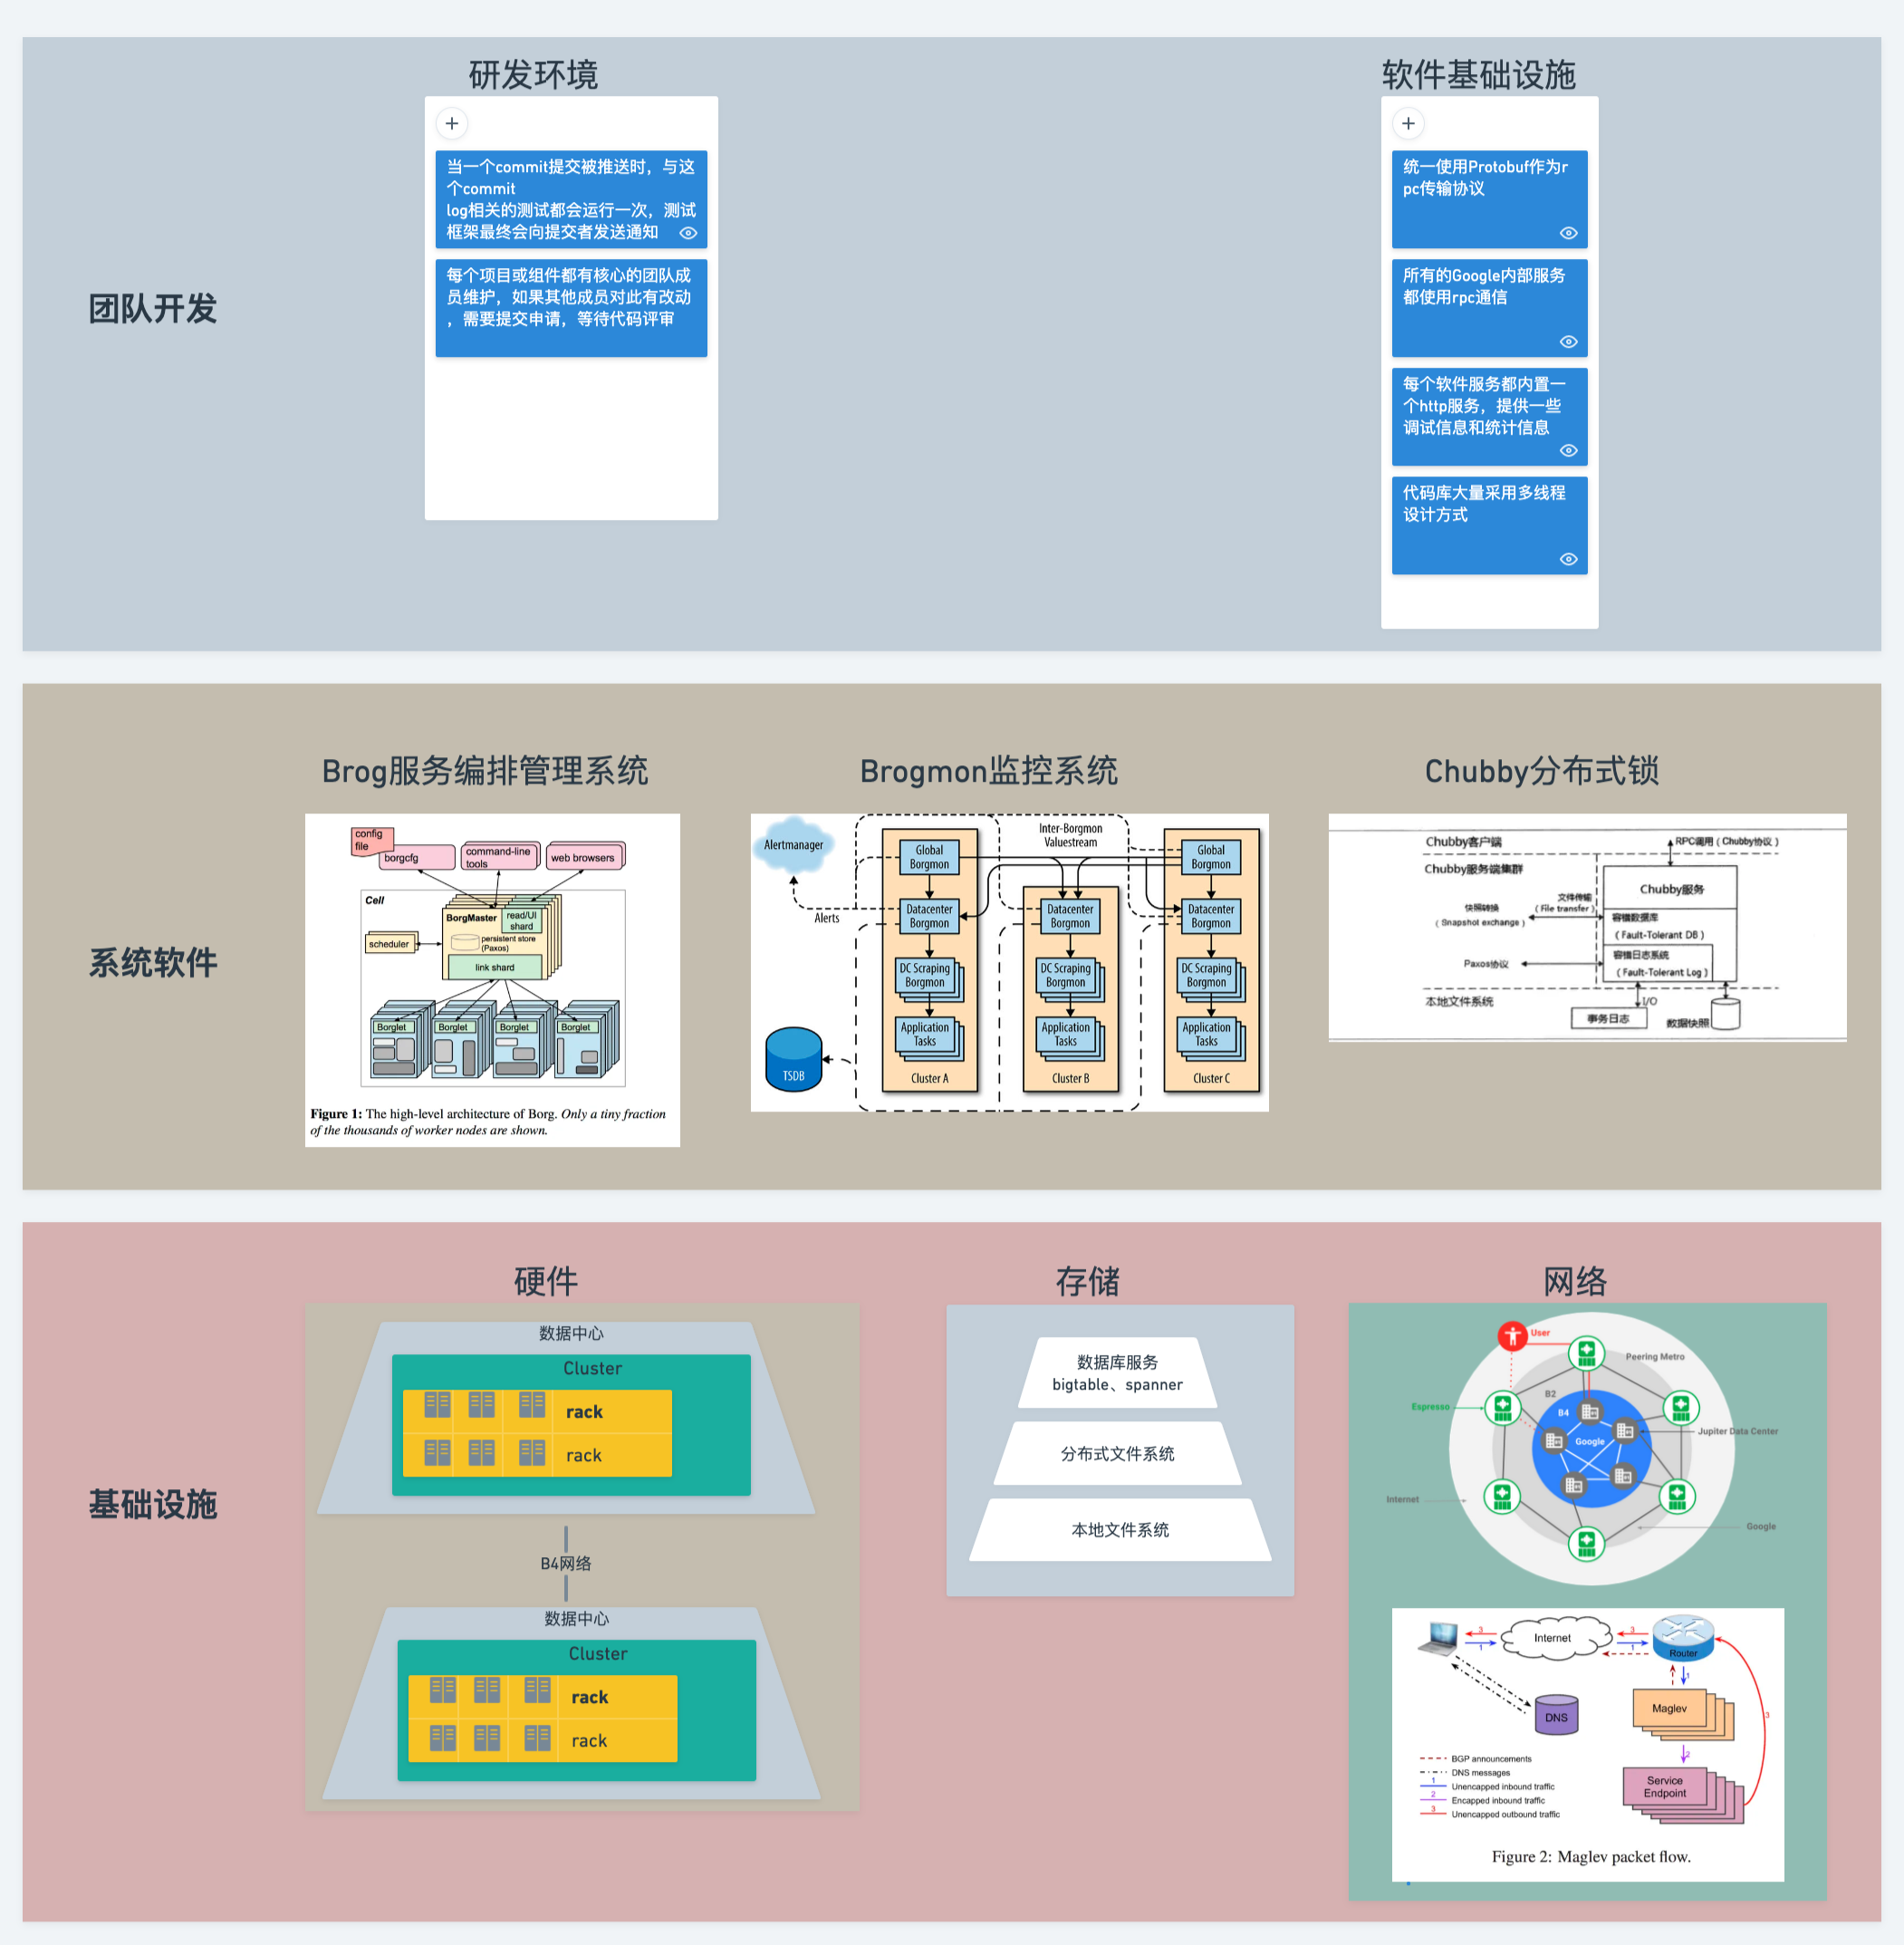 研发环境
软件基础设施
团队开发
当一个commit提交被推送时，与这
个commit
log相关的测试都会运行一次，测试
框架最终会向提交者发送通知
每个项目或组件都有核心的团队成
员维护，如果其他成员对此有改动
，需要提交申请，等待代码评审
统一使用Protobuf作为r
pc传输协议
所有的Google内部服务
都使用rpc通信
每个软件服务都内置一
个http服务，提供一些
调试信息和统计信息
代码库大量采用多线程
设计方式
系统软件
Brog服务编排管理系统
Brogmon监控系统
Chubby分布式锁
config
file
borgcfg
command-line
tools
web browsers
Cell
BorgMaster
read/UI
shard
persistent store
(Paxos)
scheduler
link shard
Borglet
Borglet
Borglet
Borglet
Figure 1: The high-level architecture of Borg. Only a tiny fraction
of the thousands of worker nodes are shown.
Alertmanager
Inter-Borgmon
Valuestream
Global
Borgmon
Global
Borgmon
Alerts
Datacenter
Borgmon
Datacenter
Borgmon
Datacenter
Borgmon
DC Scraping
Borgmon
DC Scraping
Borgmon
DC Scraping
Borgmon
Application
Tasks
Application
Tasks
Application
Tasks
TSDB
Cluster A
Cluster B
Cluster C
Chubby客户端
RPC调用（Chubby协议）
Chubby服务端集群
Chubby服务
文件传输
（File transfer）
快照转换
（Snapshot exchange）
容错数据库
（Fault-Tolerant DB）
容错日志系统
（Fault-Tolerant Log）
Paxos协议
本地文件系统
I/O
事务日志
数据快照
基础设施
硬件
存储
网络
数据中心
Cluster
rack
rack
B4网络
数据中心
Cluster
rack
rack
数据库服务
bigtable、spanner
分布式文件系统
本地文件系统
User
Peering Metro
B2
Espresso
B4
Google
Jupiter Data Center
Internet
Google
3
1
Internet
3
1
Router
1
DNS
Maglev
3
2
Service
Endpoint
BGP announcements
DNS messages
1
Unencapped inbound traffic
2
Encapped inbound traffic
3
Unencapped outbound traffic
Figure 2: Maglev packet flow.